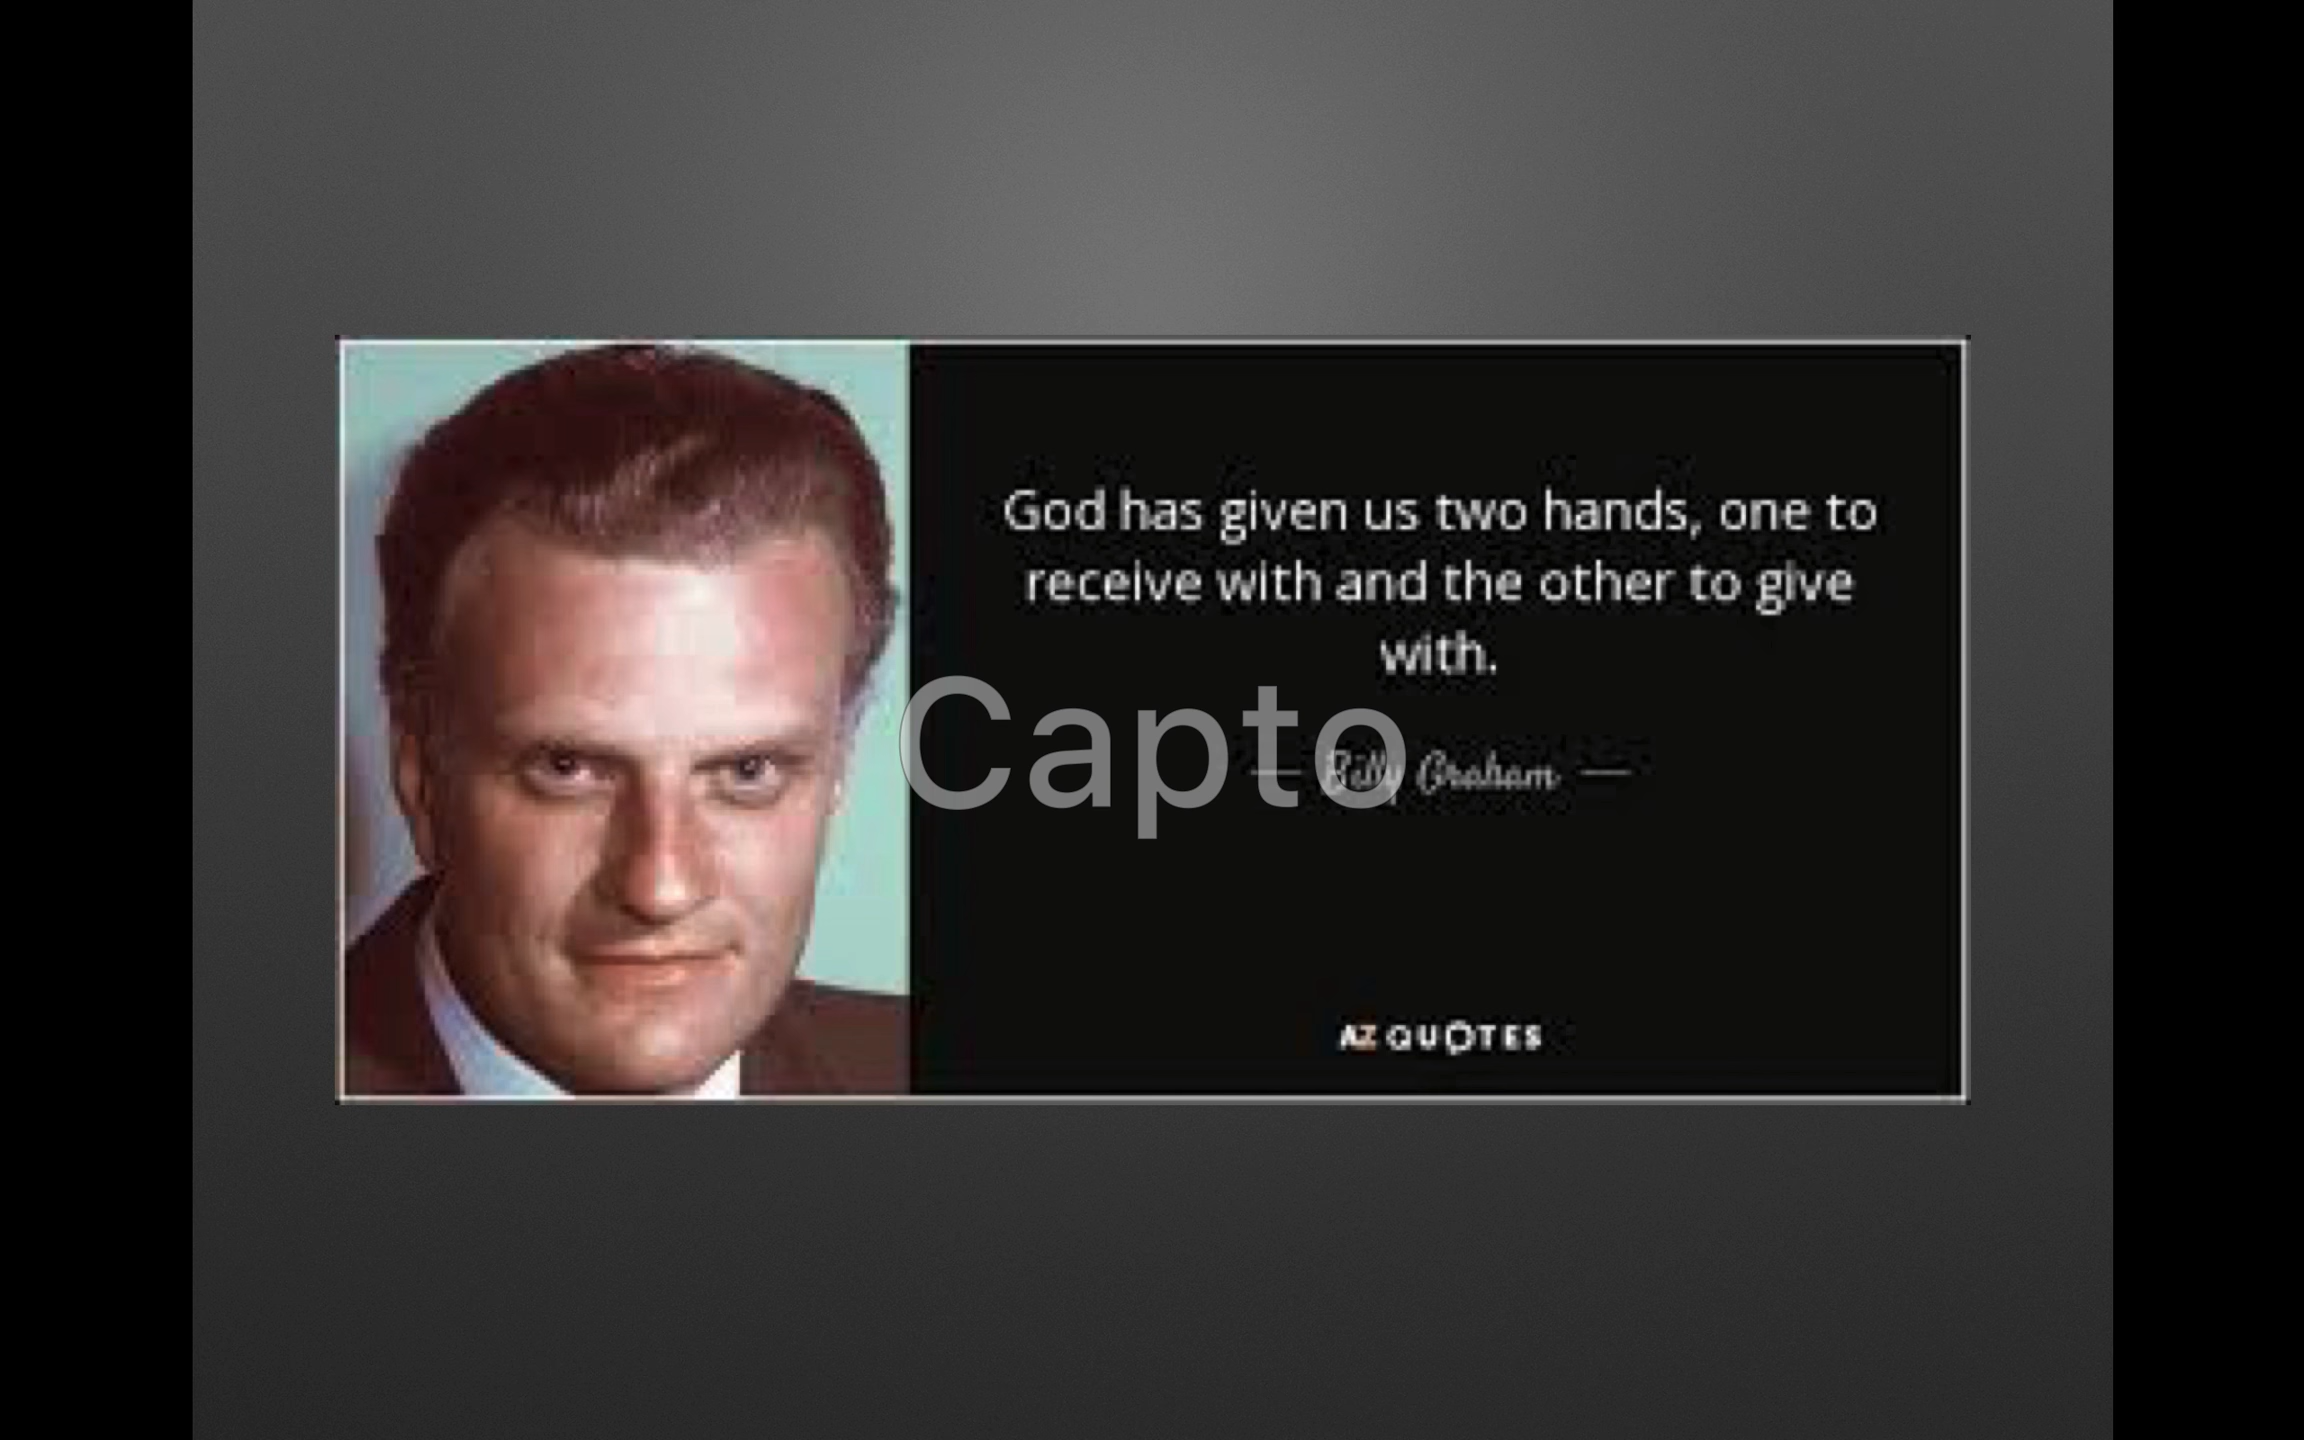 God has given us two hands, one to
receive with and the other to give
with.
Capto
— Billy Graham —
AZ QUOTES